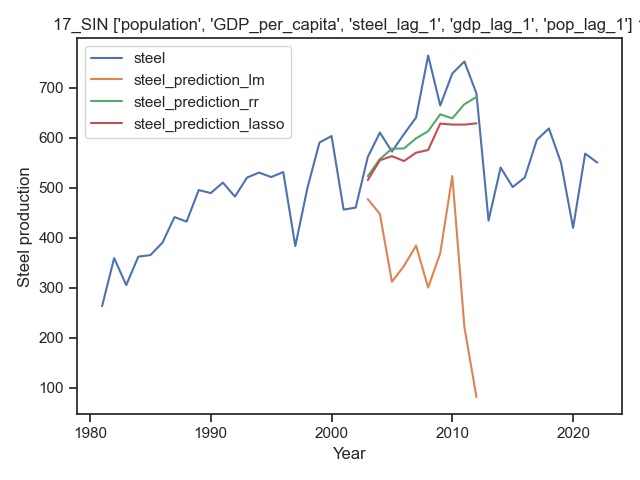 17_SIN ['population', 'GDP_per_capita', 'steel_lag_1', 'gdp_lag_1', 'pop_lag_1']
steel
steel_prediction_lm
steel_prediction_rr
steel_prediction_lasso
Steel production
700
600
500
400
300
200
100
1980
1990
2000
2010
2020
Year